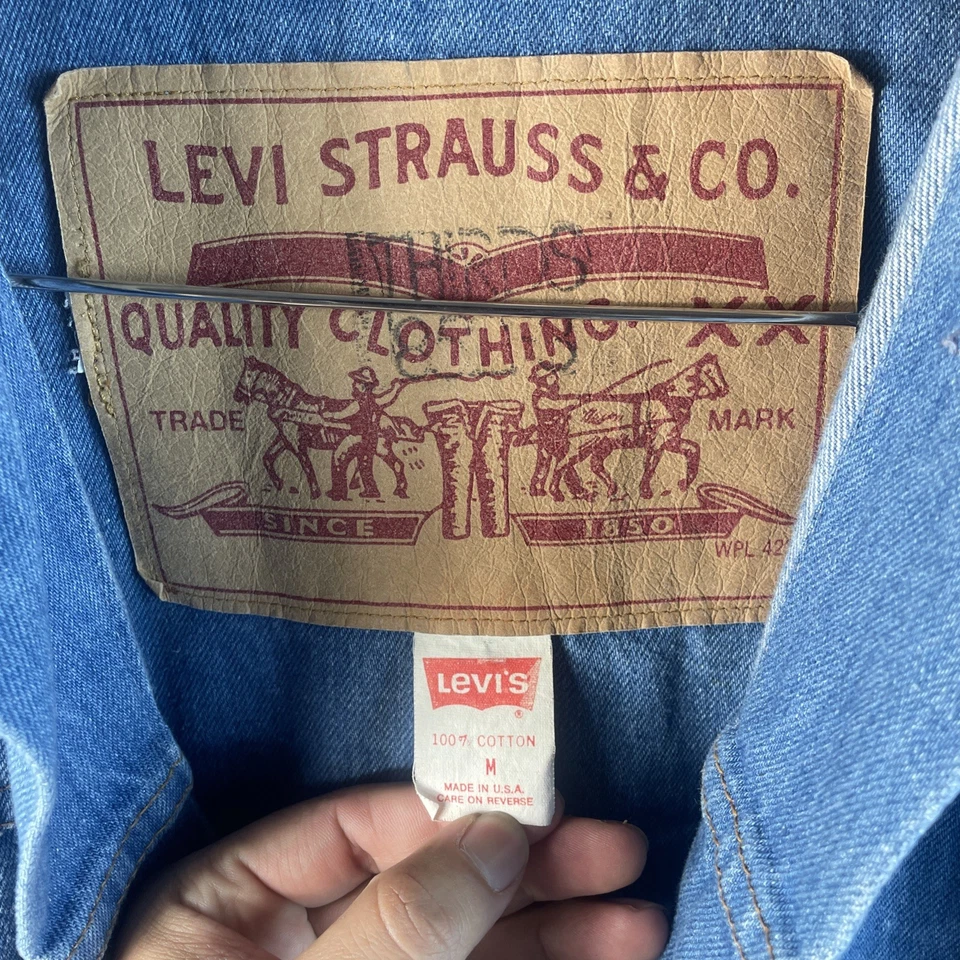 LEVI STRAUSS & CO.
THIRDS
QUALITY CLOTHING. XX
TRADE MARK
SINCE 1850
WPL 42
LEVI'S
®
100% COTTON
M
MADE IN U.S.A.
CARE ON REVERSE